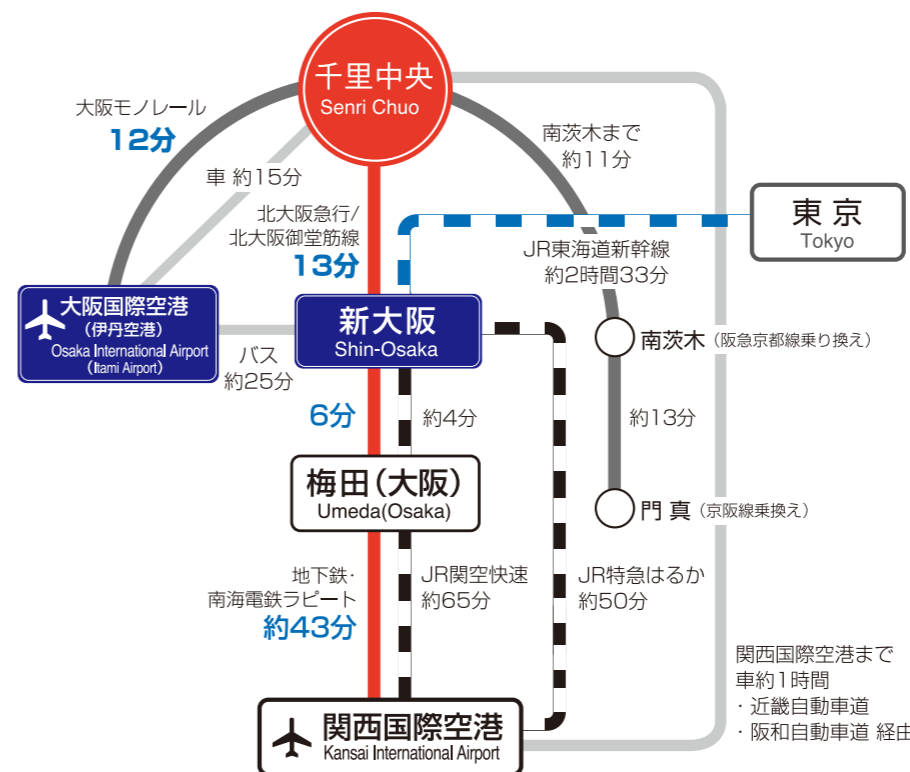 千里中央
Senri Chuo
大阪モノレール
12分
車 約15分
南茨木まで
約11分
北大阪急行/
北大阪御堂筋線
13分
東 京
Tokyo
JR東海道新幹線
約2時間33分
大阪国際空港
（伊丹空港）
Osaka International Airport
（Itami Airport）
新大阪
Shin-Osaka
バス
約25分
南茨木（阪急京都線乗り換え）
6分
約4分
約13分
梅田（大阪）
Umeda(Osaka)
門 真（京阪線乗換え）
地下鉄・
南海電鉄ラピート
約43分
JR関空快速
約65分
JR特急はるか
約50分
関西国際空港まで
車約1時間
・近畿自動車道
・阪和自動車道 経由
関西国際空港
Kansai International Airport